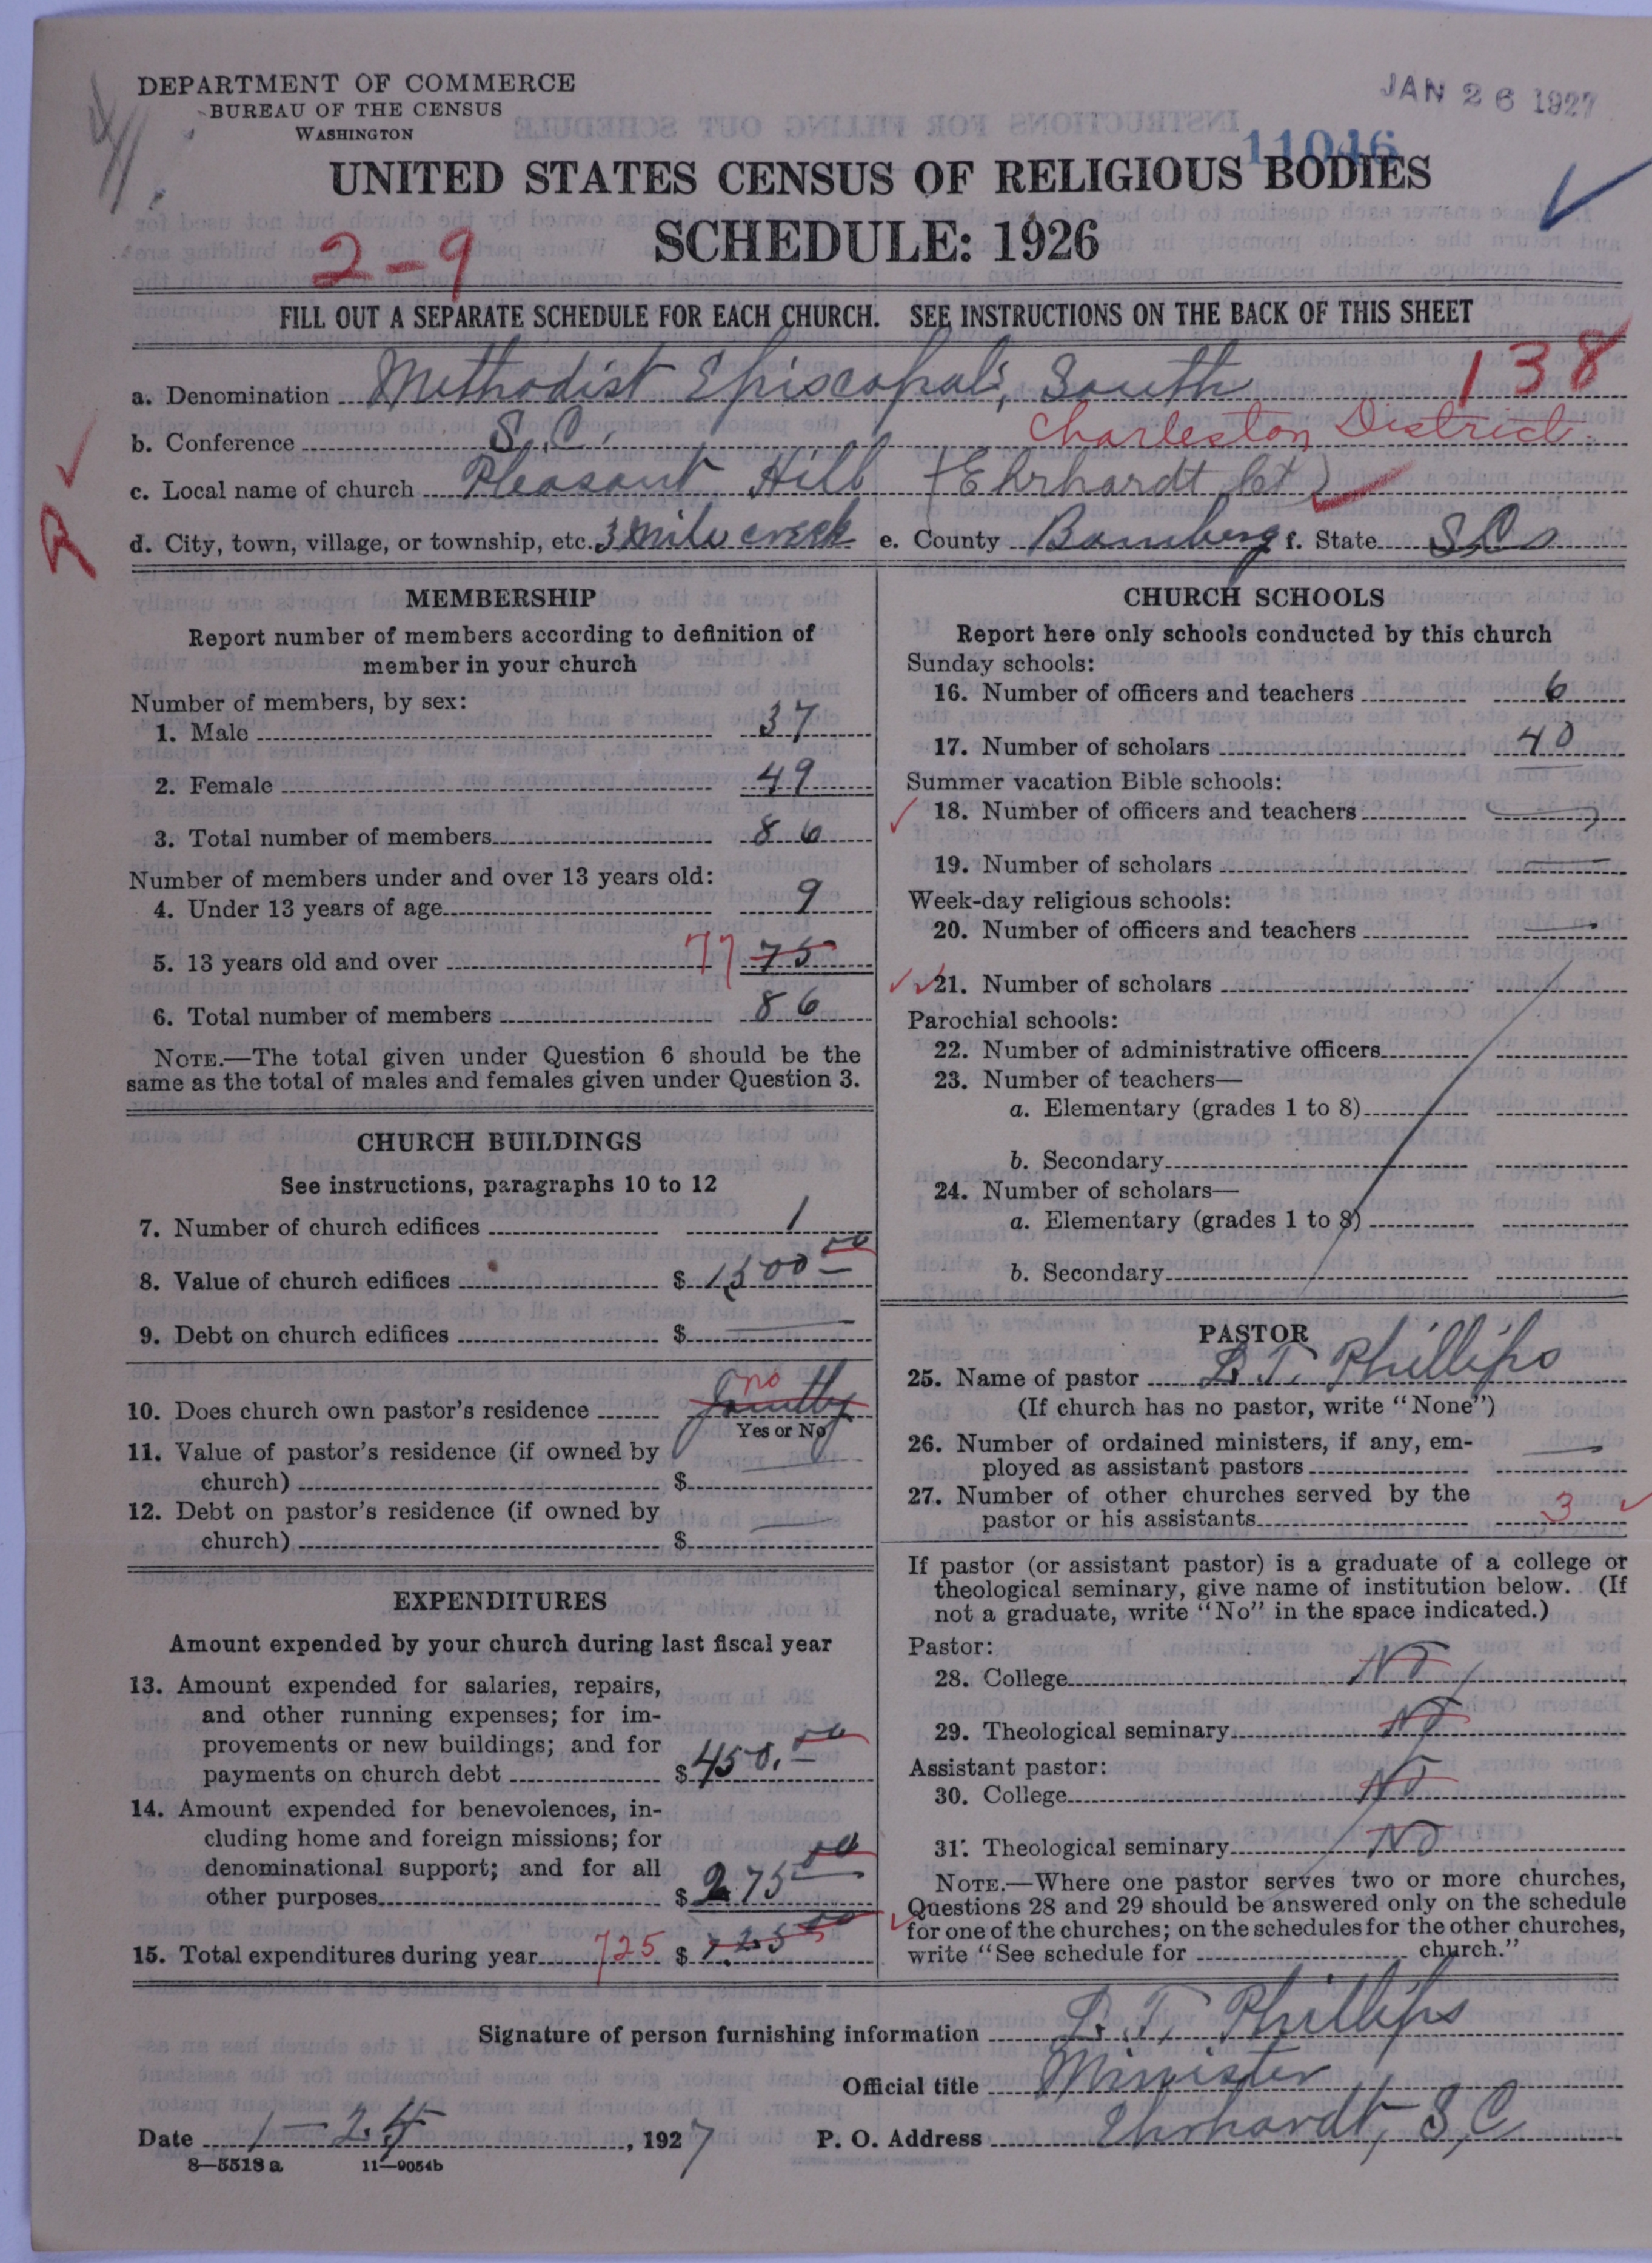 DEPARTMENT OF COMMERCE
BUREAU OF THE CENSUS
WASHINGTON
JAN 26 1927
11046
UNITED STATES CENSUS OF RELIGIOUS BODIES
SCHEDULE: 1926
2-9
FILL OUT A SEPARATE SCHEDULE FOR EACH CHURCH. SEE INSTRUCTIONS ON THE BACK OF THIS SHEET
138
a. Denomination Methodist Episcopal, South
b. Conference S.C. Charleston District
c. Local name of church Pleasant Hill (Ehrhardt Ct)
R
d. City, town, village, or township, etc. 3 mile creek e. County Bamberg f. State S.C.
MEMBERSHIP
Report number of members according to definition of
member in your church
Number of members, by sex:
1. Male 37
2. Female 49
3. Total number of members 86
Number of members under and over 13 years old:
4. Under 13 years of age 9
5. 13 years old and over 77 75
6. Total number of members 86
NOTE.—The total given under Question 6 should be the
same as the total of males and females given under Question 3.
CHURCH BUILDINGS
See instructions, paragraphs 10 to 12
7. Number of church edifices 1
8. Value of church edifices $ 1500 00
9. Debt on church edifices $
10. Does church own pastor's residence no Jointly
Yes or No
11. Value of pastor's residence (if owned by
church) $
12. Debt on pastor's residence (if owned by
church) $
EXPENDITURES
Amount expended by your church during last fiscal year
13. Amount expended for salaries, repairs,
and other running expenses; for im-
provements or new buildings; and for
payments on church debt $ 450.00
14. Amount expended for benevolences, in-
cluding home and foreign missions; for
denominational support; and for all
other purposes $ 275 00
15. Total expenditures during year 725 $ 725 00
CHURCH SCHOOLS
Report here only schools conducted by this church
Sunday schools:
16. Number of officers and teachers 6
17. Number of scholars 40
Summer vacation Bible schools:
18. Number of officers and teachers
19. Number of scholars
Week-day religious schools:
20. Number of officers and teachers
21. Number of scholars
Parochial schools:
22. Number of administrative officers
23. Number of teachers—
a. Elementary (grades 1 to 8)
b. Secondary
24. Number of scholars—
a. Elementary (grades 1 to 8)
b. Secondary
PASTOR
25. Name of pastor D. T. Phillips
(If church has no pastor, write "None")
26. Number of ordained ministers, if any, em-
ployed as assistant pastors
27. Number of other churches served by the
pastor or his assistants 3
If pastor (or assistant pastor) is a graduate of a college or
theological seminary, give name of institution below. (If
not a graduate, write "No" in the space indicated.)
Pastor:
28. College No
29. Theological seminary No
Assistant pastor:
30. College No
31. Theological seminary No
NOTE.—Where one pastor serves two or more churches,
Questions 28 and 29 should be answered only on the schedule
for one of the churches; on the schedules for the other churches,
write "See schedule for church."
Signature of person furnishing information D. T. Phillips
Official title Minister
Date 1-24, 1927 P. O. Address Ehrhardt, S,C
8—5518a 11—9054b